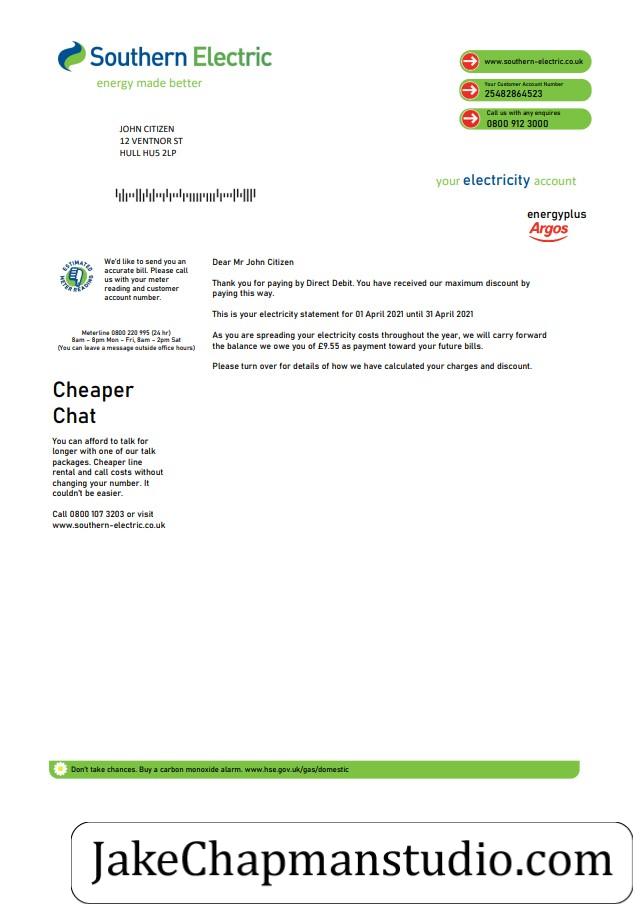 Southern Electric
energy made better
www.southern-electric.co.uk
Your Customer Account Number
25482864523
Call us with any enquires
0800 912 3000
JOHN CITIZEN
12 VENTNOR ST
HULL HU5 2LP
your electricity account
energyplus
Argos
ESTIMATED
METER READING
We'd like to send you an
accurate bill. Please call
us with your meter
reading and customer
account number.
Meterline 0800 220 995 (24 hr)
8am – 8pm Mon – Fri, 8am – 2pm Sat
(You can leave a message outside office hours)
Dear Mr John Citizen
Thank you for paying by Direct Debit. You have received our maximum discount by
paying this way.
This is your electricity statement for 01 April 2021 until 31 April 2021
As you are spreading your electricity costs throughout the year, we will carry forward
the balance we owe you of £9.55 as payment toward your future bills.
Please turn over for details of how we have calculated your charges and discount.
Cheaper
Chat
You can afford to talk for
longer with one of our talk
packages. Cheaper line
rental and call costs without
changing your number. It
couldn't be easier.
Call 0800 107 3203 or visit
www.southern-electric.co.uk
Don't take chances. Buy a carbon monoxide alarm. www.hse.gov.uk/gas/domestic
JakeChapmanstudio.com